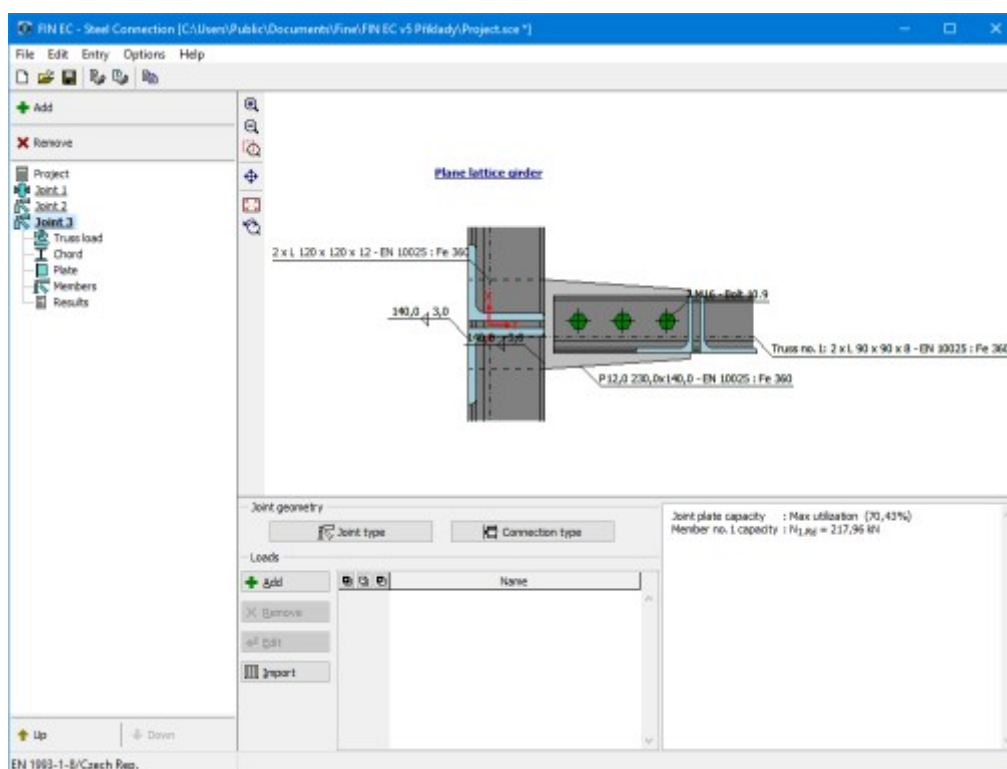 FIN EC - Steel Connection [C:\Users\Public\Documents\Fine\FIN EC v5 Příklady\Project.sce *]
File Edit Entry Options Help
Add
Remove
Project
Joint 1
Joint 2
Joint 3
Truss load
Chord
Plate
Members
Results
Up
Down
Plane lattice girder
2 x L 120 x 120 x 12 - EN 10025 : Fe 360
140,0 3,0
M16 - Bolt 10.9
Truss no. 1: 2 x L 90 x 90 x 8 - EN 10025 : Fe 360
P12,0 230,0x140,0 - EN 10025 : Fe 360
Joint geometry
Joint type
Connection type
Loads
Add
Remove
Edit
Import
Name
Joint plate capacity : Max utilization (70,43%)
Member no. 1 capacity : N1,Rd = 217,96 kN
EN 1993-1-8/Czech Rep.